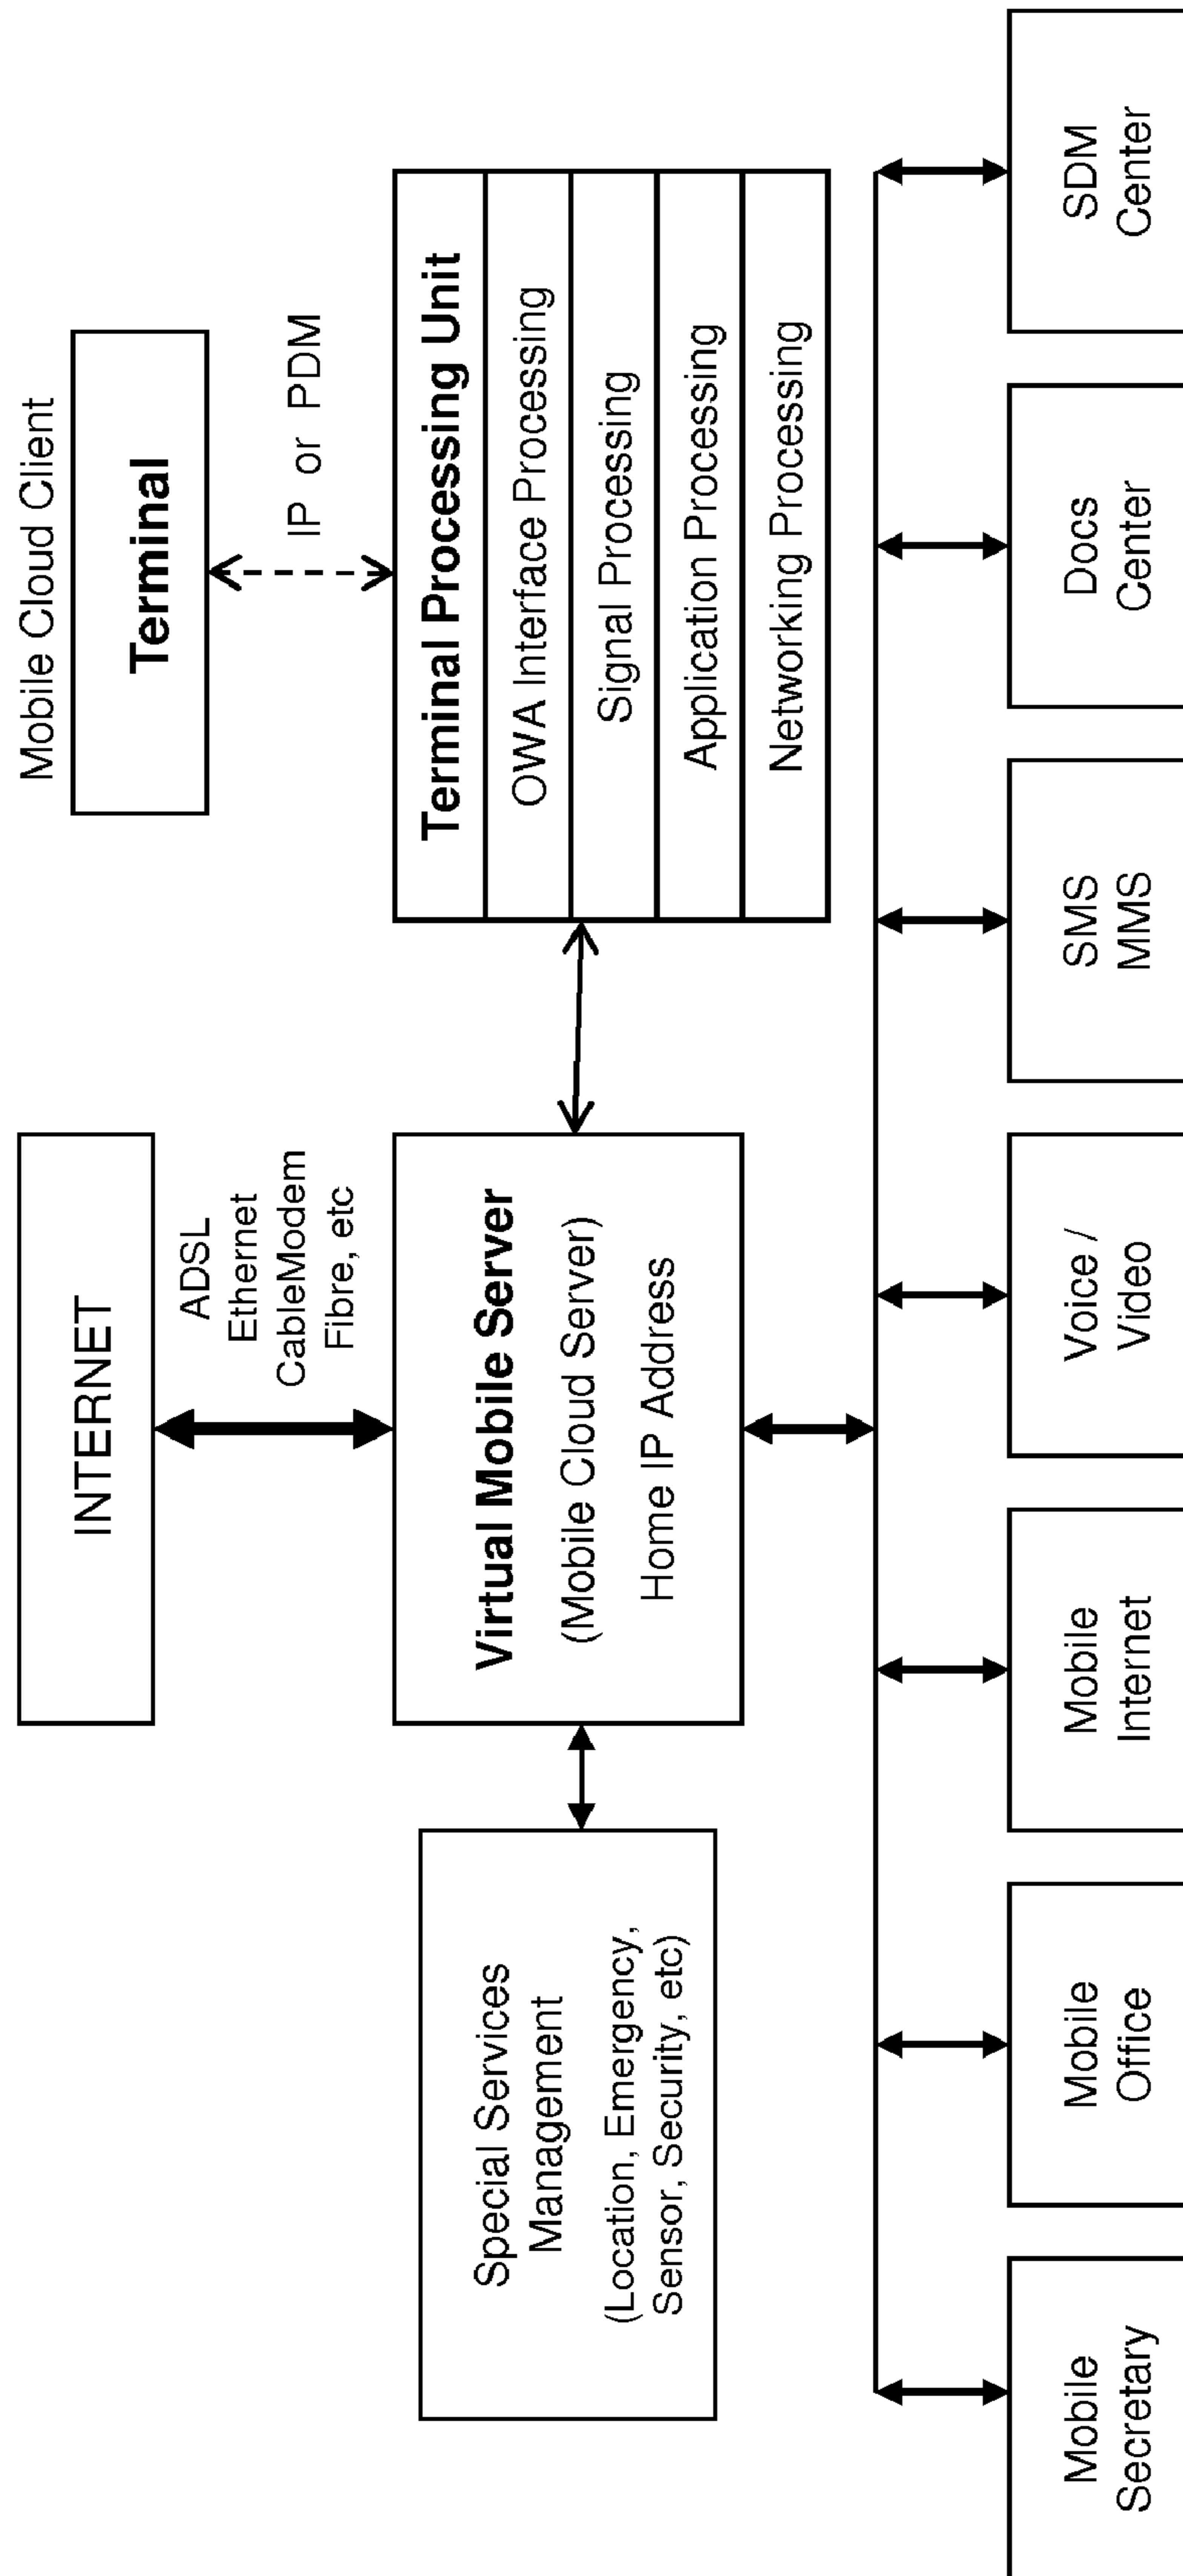 INTERNET
ADSL
Ethernet
CableModem
Fibre, etc
Mobile Cloud Client
Terminal
IP or PDM
Special Services
Management
(Location, Emergency,
Sensor, Security, etc)
Virtual Mobile Server
(Mobile Cloud Server)
Home IP Address
Terminal Processing Unit
OWA Interface Processing
Signal Processing
Application Processing
Networking Processing
Mobile
Secretary
Mobile
Office
Mobile
Internet
Voice /
Video
SMS
MMS
Docs
Center
SDM
Center